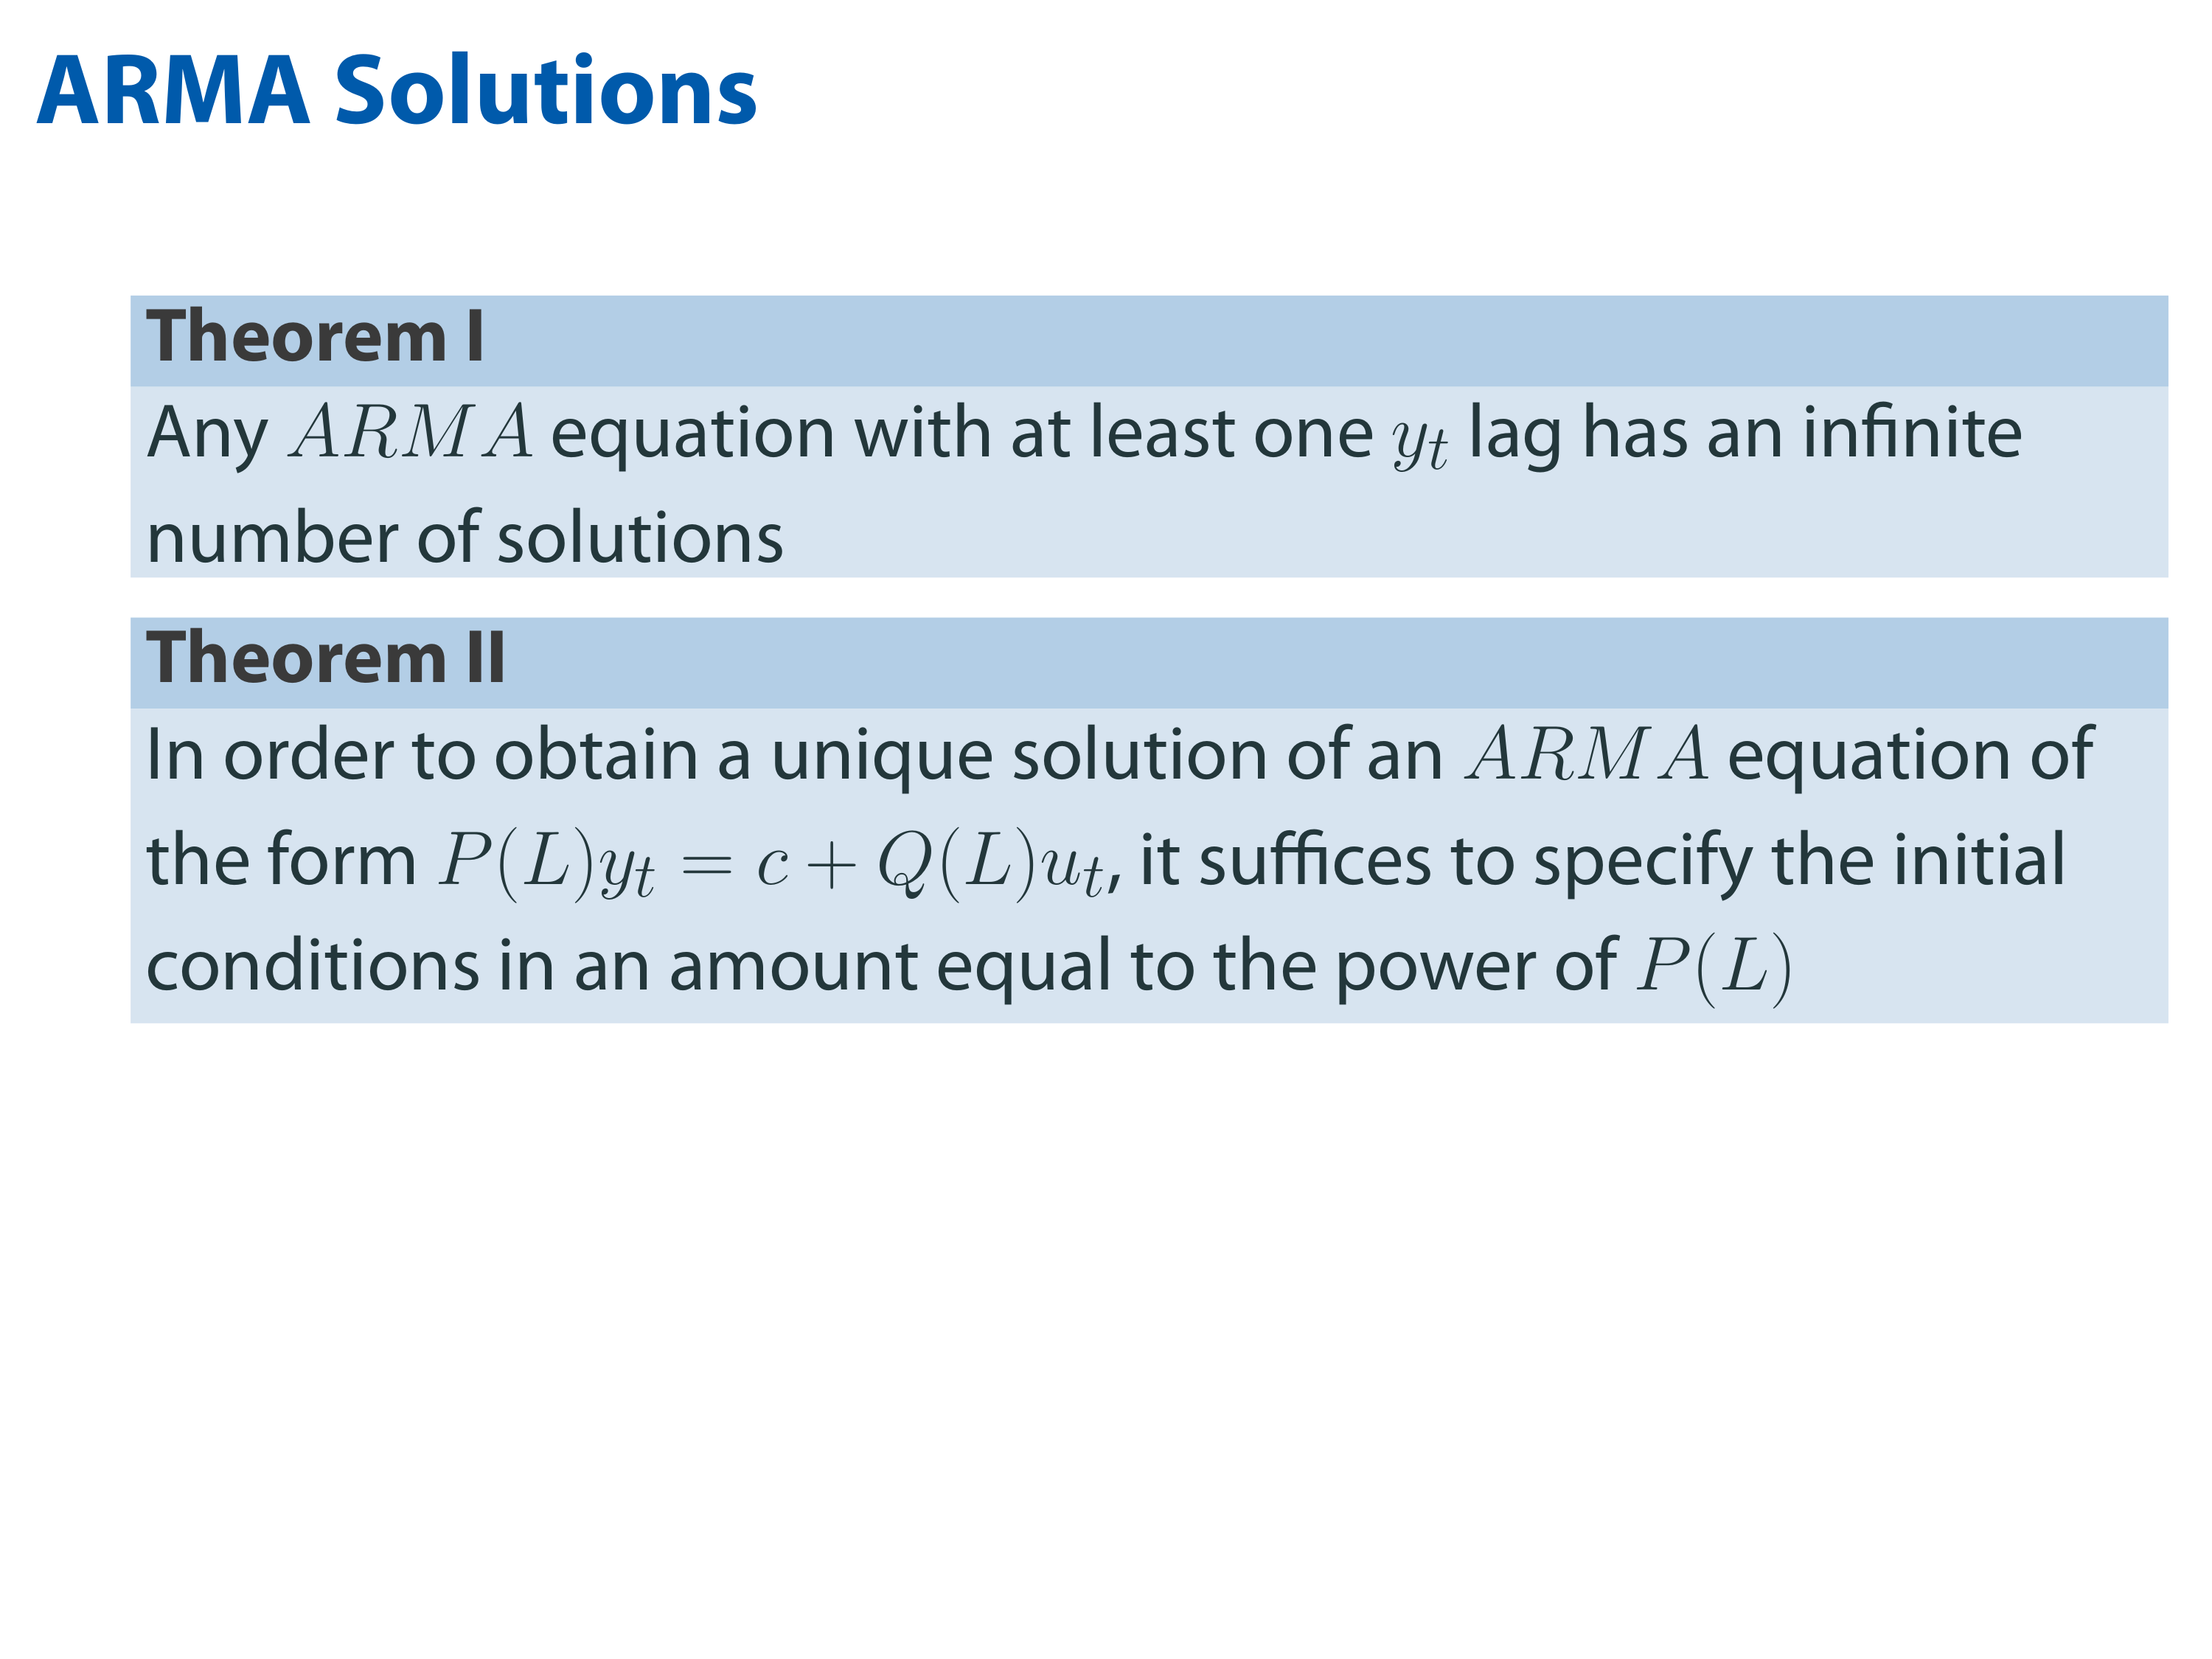 ARMA Solutions
Theorem I
Any ARMA equation with at least one y_t lag has an infinite
number of solutions
Theorem II
In order to obtain a unique solution of an ARMA equation of
the form P(L)y_t = c + Q(L)u_t, it suffices to specify the initial
conditions in an amount equal to the power of P(L)